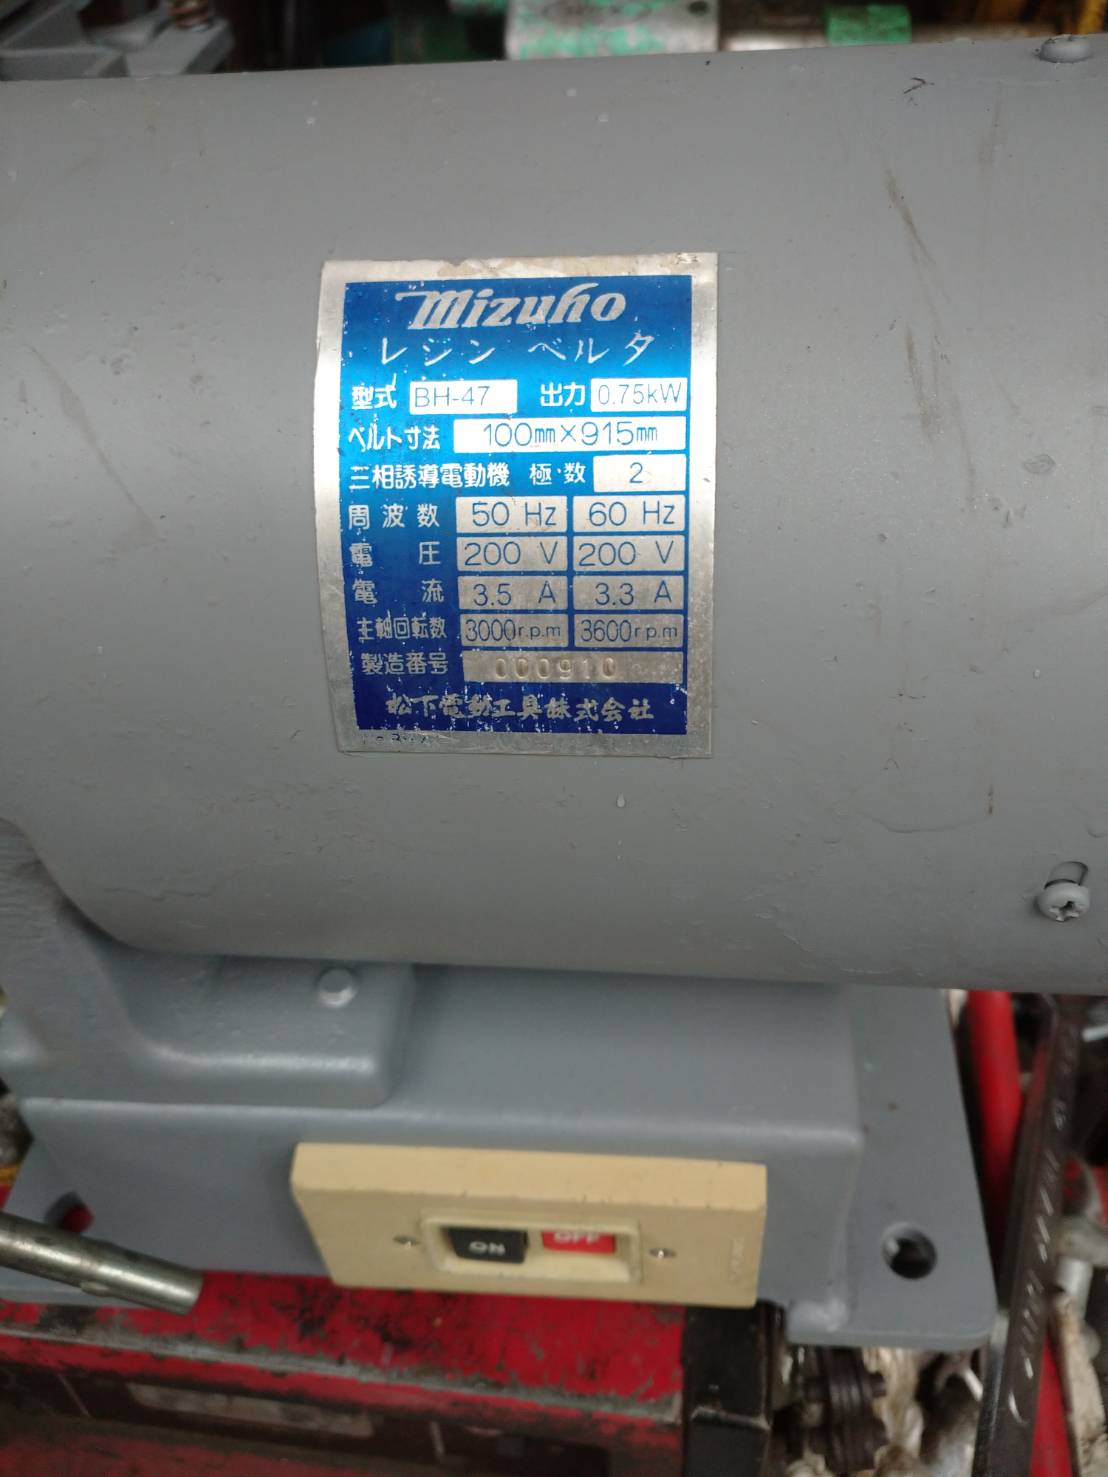 Mizuho
レジン ベルタ
型式 BH-47 出力 0.75kW
ベルト寸法 100mm×915mm
三相誘導電動機 極数 2
周波数 50 Hz 60 Hz
電圧 200 V 200 V
電流 3.5 A 3.3 A
主軸回転数 3000r.p.m 3600r.p.m
製造番号 000910
松下電動工具株式会社
ON OFF